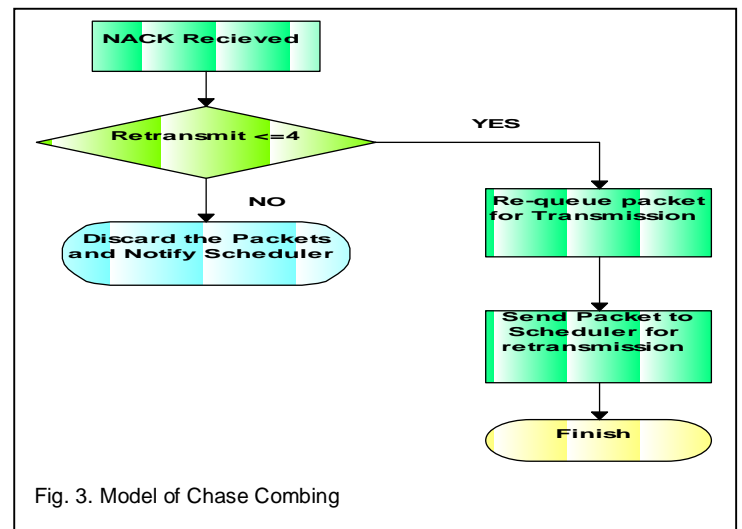 NACK Recieved
Retransmit <=4
YES
NO
Discard the Packets
and Notify Scheduler
Re-queue packet
for Transmission
Send Packet to
Scheduler for
retransmission
Finish
Fig. 3. Model of Chase Combing